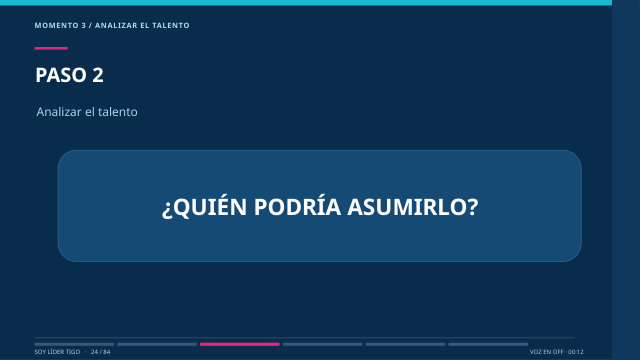 MOMENTO 3 / ANALIZAR EL TALENTO
PASO 2
Analizar el talento
¿QUIÉN PODRÍA ASUMIRLO?
SOY LÍDER TIGO · 24 / 84
VOZ EN OFF · 00:12